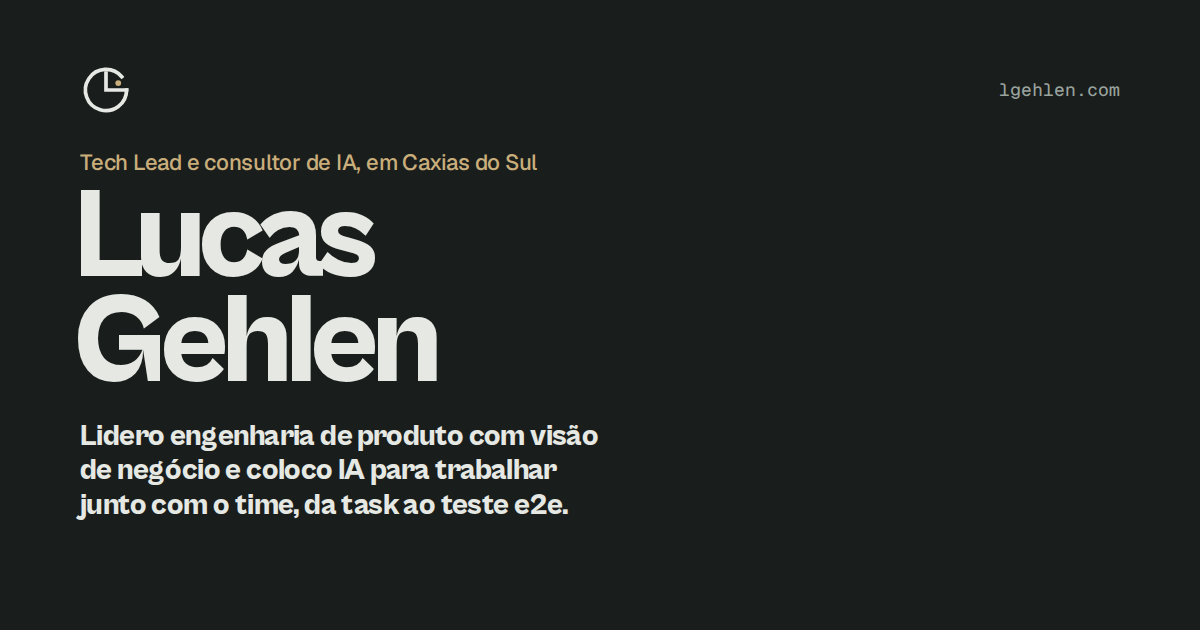 lgehlen.com
Tech Lead e consultor de IA, em Caxias do Sul
Lucas
Gehlen
Lidero engenharia de produto com visão
de negócio e coloco IA para trabalhar
junto com o time, da task ao teste e2e.